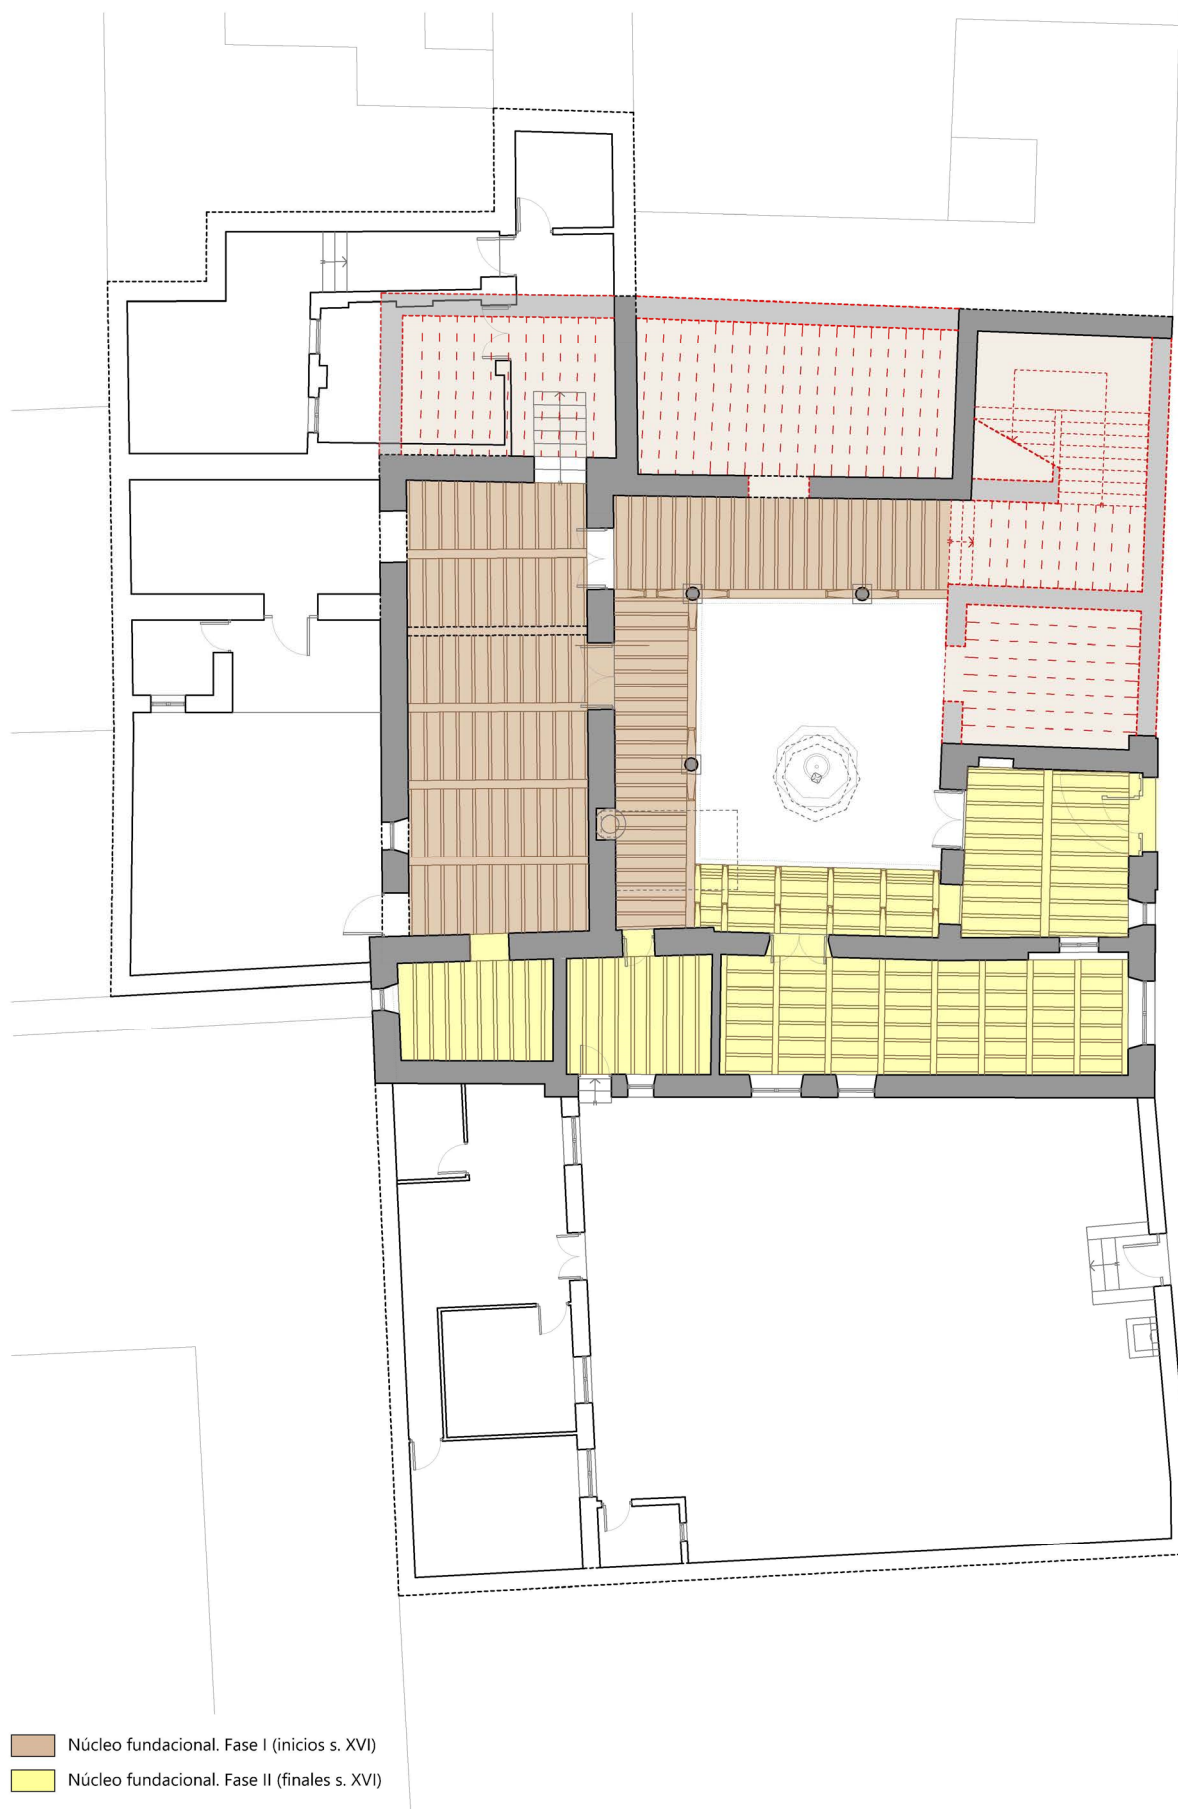 Núcleo fundacional. Fase I (inicios s. XVI)
Núcleo fundacional. Fase II (finales s. XVI)